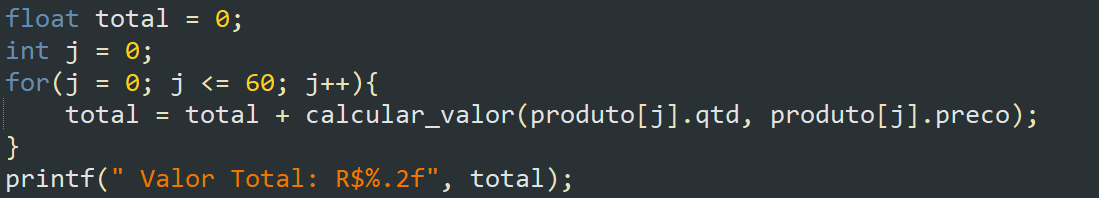 float total = 0;
int j = 0;
for(j = 0; j <= 60; j++){
    total = total + calcular_valor(produto[j].qtd, produto[j].preco);
}
printf(" Valor Total: R$%.2f", total);